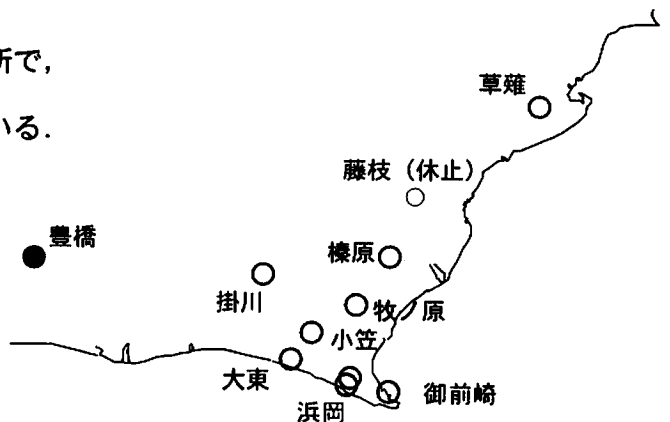 所で,
いる.
草薙
藤枝（休止）
豊橋
榛原
掛川
牧ノ原
小笠
大東
御前崎
浜岡